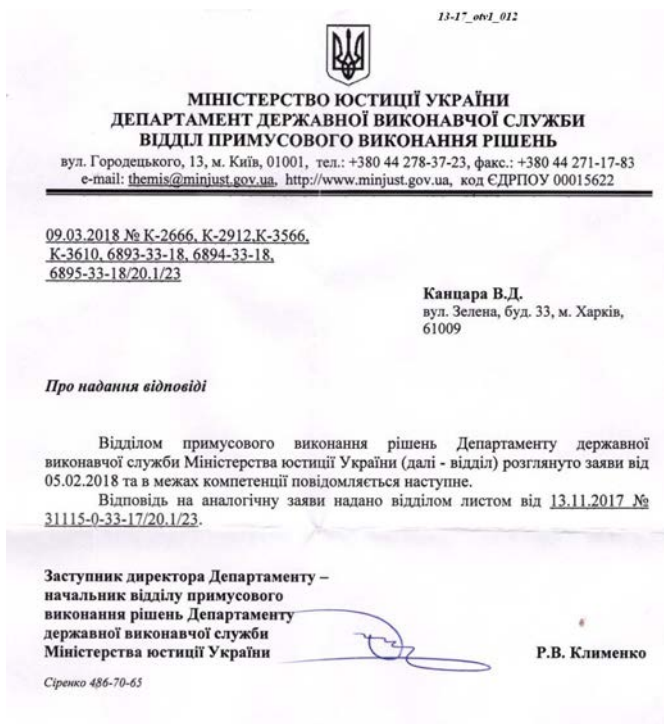 13-17_otv1_012
МІНІСТЕРСТВО ЮСТИЦІЇ УКРАЇНИ
ДЕПАРТАМЕНТ ДЕРЖАВНОЇ ВИКОНАВЧОЇ СЛУЖБИ
ВІДДІЛ ПРИМУСОВОГО ВИКОНАННЯ РІШЕНЬ
вул. Городецького, 13, м. Київ, 01001, тел.: +380 44 278-37-23, факс.: +380 44 271-17-83
e-mail: themis@minjust.gov.ua, http://www.minjust.gov.ua, код ЄДРПОУ 00015622
09.03.2018 № К-2666, К-2912,К-3566,
К-3610, 6893-33-18, 6894-33-18,
6895-33-18/20.1/23
Канцара В.Д.
вул. Зелена, буд. 33, м. Харків,
61009
Про надання відповіді
Відділом примусового виконання рішень Департаменту державної
виконавчої служби Міністерства юстиції України (далі - відділ) розглянуто заяви від
05.02.2018 та в межах компетенції повідомляється наступне.
Відповідь на аналогічну заяви надано відділом листом від 13.11.2017 №
31115-0-33-17/20.1/23.
Заступник директора Департаменту –
начальник відділу примусового
виконання рішень Департаменту
державної виконавчої служби
Міністерства юстиції України Р.В. Клименко
Сіренко 486-70-65